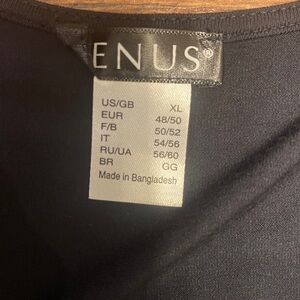 ENUS®
US/GB XL
EUR 48/50
F/B 50/52
IT 54/56
RU/UA 56/60
BR GG
Made in Bangladesh